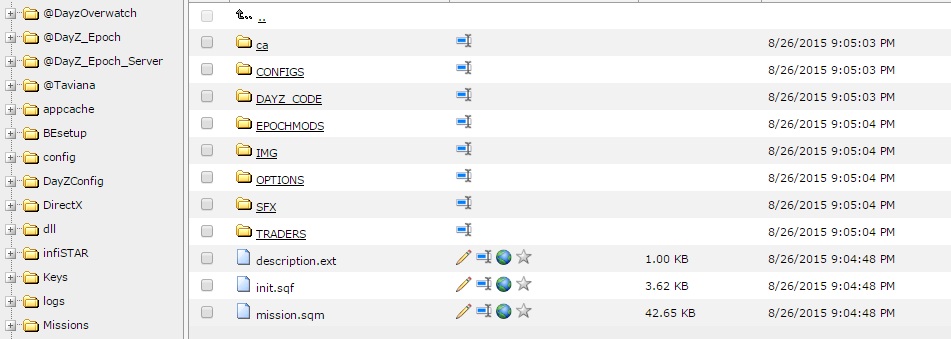 @DayzOverwatch
@DayZ_Epoch
@DayZ_Epoch_Server
@Taviana
appcache
BEsetup
config
DayZConfig
DirectX
dll
infiSTAR
Keys
logs
Missions
..
ca 8/26/2015 9:05:03 PM
CONFIGS 8/26/2015 9:05:03 PM
DAYZ_CODE 8/26/2015 9:05:03 PM
EPOCHMODS 8/26/2015 9:05:04 PM
IMG 8/26/2015 9:05:04 PM
OPTIONS 8/26/2015 9:05:04 PM
SFX 8/26/2015 9:05:04 PM
TRADERS 8/26/2015 9:05:04 PM
description.ext 1.00 KB 8/26/2015 9:04:48 PM
init.sqf 3.62 KB 8/26/2015 9:04:48 PM
mission.sqm 42.65 KB 8/26/2015 9:04:48 PM